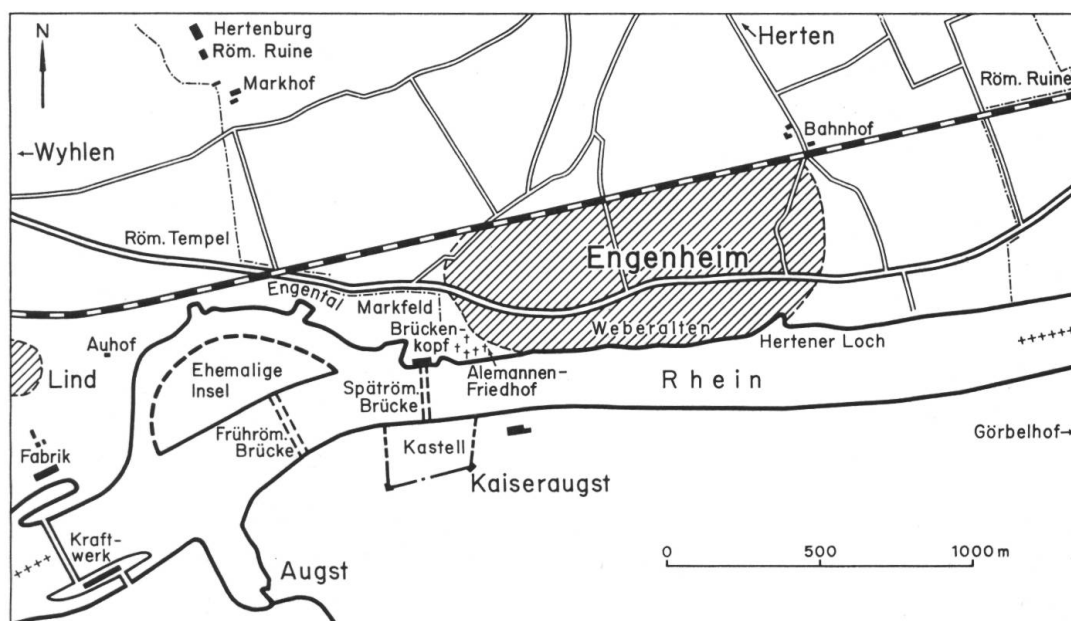 N
Hertenburg
Röm. Ruine
Markhof
Herten
Röm. Ruine
Bahnhof
←Wyhlen
Röm. Tempel
Engental
Engenheim
Markfeld
Brücken-
kopf
Weberalten
Hertener Loch
Auhof
Lind
Ehemalige
Insel
Alemannen-
Friedhof
Rhein
Spätröm.
Brücke
Frühröm.
Brücke
Kastell
Görbelhof→
Fabrik
Kaiseraugst
Kraft-
werk
Augst
0 500 1000 m